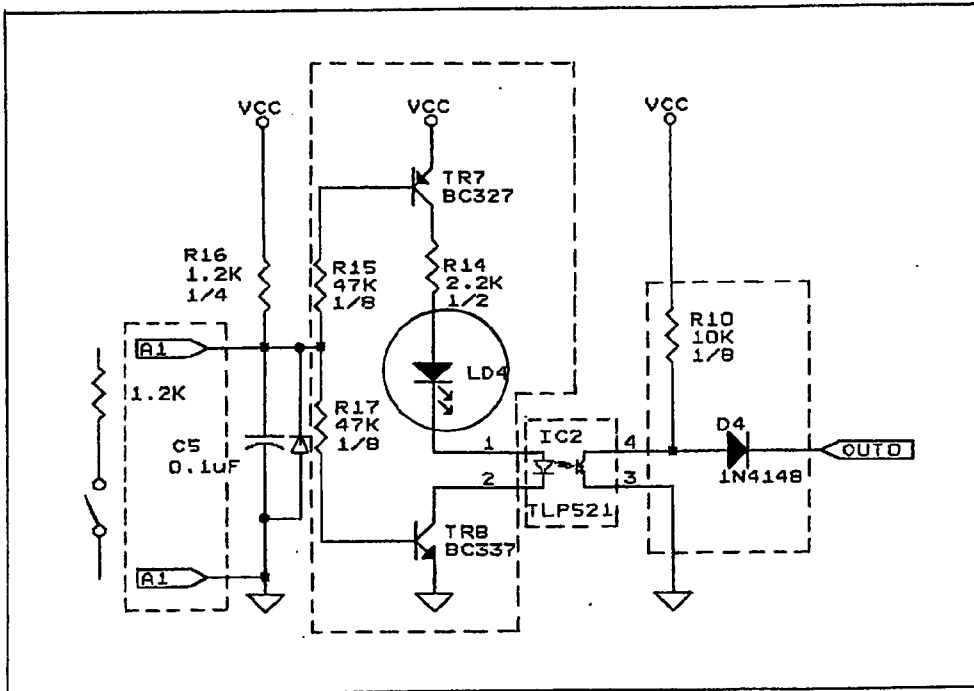 VCC
VCC
VCC
TR7
BC327
R16
1.2K
1/4
R15
47K
1/8
R14
2.2K
1/2
R10
10K
1/8
A1
1.2K
LD4
R17
47K
1/8
C5
0.1uF
1
IC2
4
D4
1N4148
OUTD
2
3
TLP521
TR8
BC337
A1